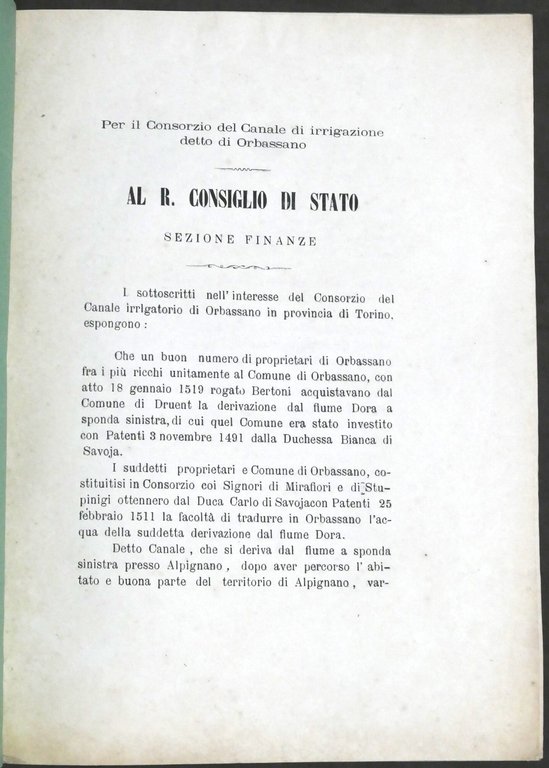 Per il Consorzio del Canale di irrigazione
detto di Orbassano
AL R. CONSIGLIO DI STATO
SEZIONE FINANZE
I sottoscritti nell'interesse del Consorzio del
Canale irrigatorio di Orbassano in provincia di Torino,
espongono :
Che un buon numero di proprietari di Orbassano
fra i più ricchi unitamente al Comune di Orbassano, con
atto 18 gennaio 1519 rogato Bertoni acquistavano dal
Comune di Druent la derivazione dal fiume Dora a
sponda sinistra, di cui quel Comune era stato investito
con Patenti 3 novembre 1491 dalla Duchessa Bianca di
Savoja.
I suddetti proprietari e Comune di Orbassano, co-
stituitisi in Consorzio coi Signori di Mirafiori e di Stu-
pinigi ottennero dal Duca Carlo di Savojacon Patenti 25
febbraio 1511 la facoltà di tradurre in Orbassano l'ac-
qua della suddetta derivazione dal fiume Dora.
Detto Canale , che si deriva dal fiume a sponda
sinistra presso Alpignano , dopo aver percorso l' abi-
tato e buona parte del territorio di Alpignano , var-